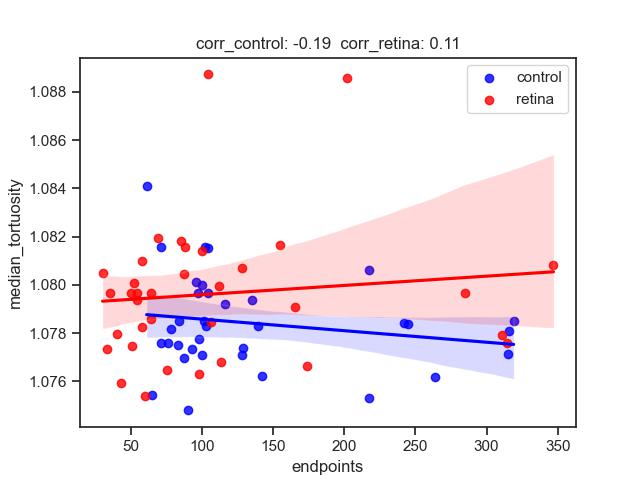 corr_control: -0.19  corr_retina: 0.11
control
retina
1.088
1.086
1.084
1.082
1.080
1.078
1.076
median_tortuosity
50 100 150 200 250 300 350
endpoints